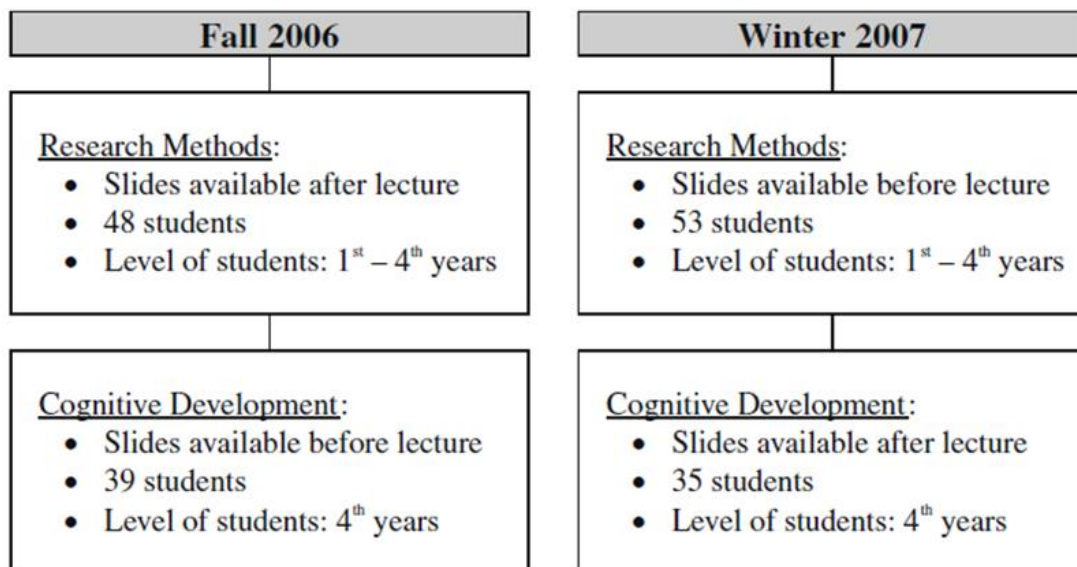 Fall 2006
Research Methods:
• Slides available after lecture
• 48 students
• Level of students: 1st – 4th years
Cognitive Development:
• Slides available before lecture
• 39 students
• Level of students: 4th years
Winter 2007
Research Methods:
• Slides available before lecture
• 53 students
• Level of students: 1st – 4th years
Cognitive Development:
• Slides available after lecture
• 35 students
• Level of students: 4th years